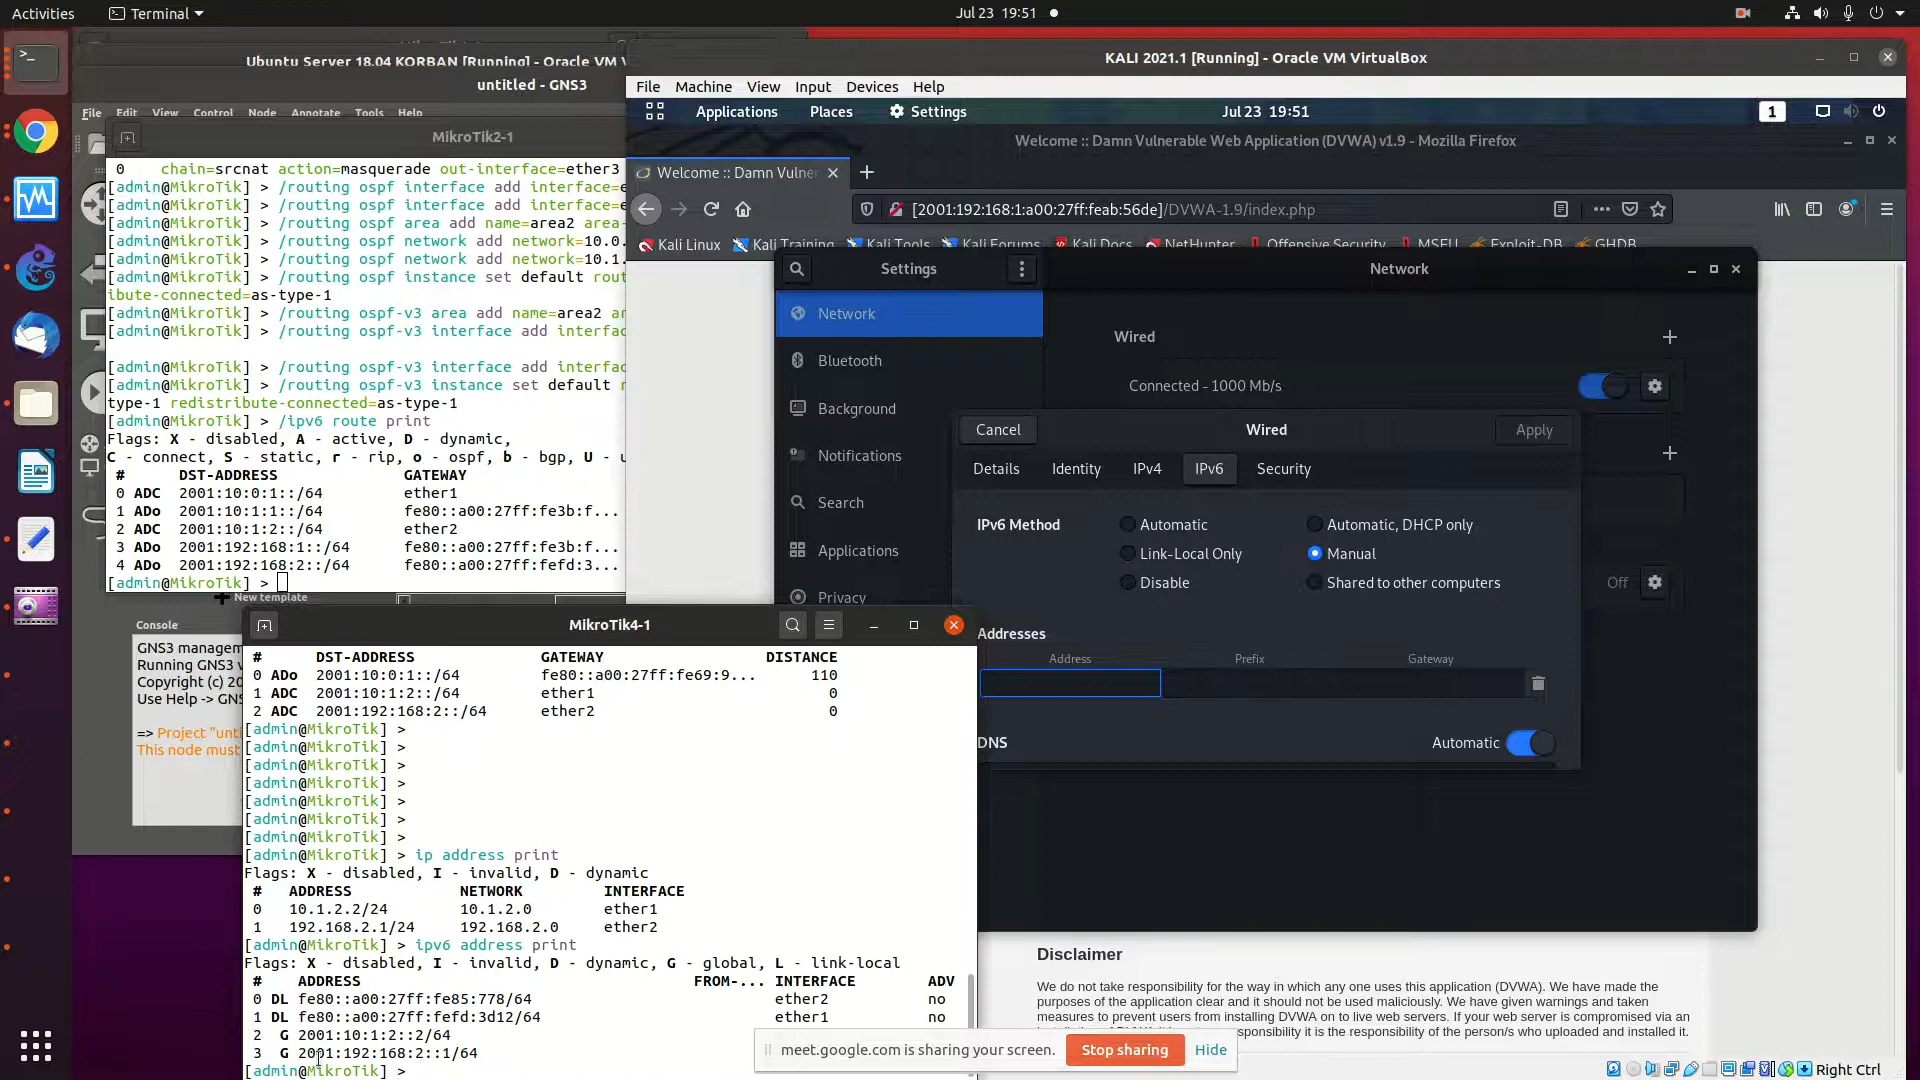 Activities
Terminal
Jul 23 19:51
Ubuntu Server 18.04 KORBAN [Running] - Oracle VM V
untitled - GNS3
File Edit View Control Node Annotate Tools Help
MikroTik2-1
0 chain=srcnat action=masquerade out-interface=ether3
[admin@MikroTik] > /routing ospf interface add interface=e
[admin@MikroTik] > /routing ospf interface add interface=e
[admin@MikroTik] > /routing ospf area add name=area2 area-
[admin@MikroTik] > /routing ospf network add network=10.0.
[admin@MikroTik] > /routing ospf network add network=10.1.
[admin@MikroTik] > /routing ospf instance set default rout
ibute-connected=as-type-1
[admin@MikroTik] > /routing ospf-v3 area add name=area2 ar
[admin@MikroTik] > /routing ospf-v3 interface add interfac
[admin@MikroTik] > /routing ospf-v3 interface add interfac
[admin@MikroTik] > /routing ospf-v3 instance set default r
type-1 redistribute-connected=as-type-1
[admin@MikroTik] > /ipv6 route print
Flags: X - disabled, A - active, D - dynamic,
C - connect, S - static, r - rip, o - ospf, b - bgp, U - u
# DST-ADDRESS GATEWAY
0 ADC 2001:10:0:1::/64 ether1
1 ADo 2001:10:1:1::/64 fe80::a00:27ff:fe3b:f...
2 ADC 2001:10:1:2::/64 ether2
3 ADo 2001:192:168:1::/64 fe80::a00:27ff:fe3b:f...
4 ADo 2001:192:168:2::/64 fe80::a00:27ff:fefd:3...
[admin@MikroTik] >
New template
Console
GNS3 managem
Running GNS3 v
Copyright (c) 20
Use Help -> GNS
=> Project "unti
This node must
MikroTik4-1
# DST-ADDRESS GATEWAY DISTANCE
0 ADo 2001:10:0:1::/64 fe80::a00:27ff:fe69:9... 110
1 ADC 2001:10:1:2::/64 ether1 0
2 ADC 2001:192:168:2::/64 ether2 0
[admin@MikroTik] >
[admin@MikroTik] >
[admin@MikroTik] >
[admin@MikroTik] >
[admin@MikroTik] >
[admin@MikroTik] >
[admin@MikroTik] >
[admin@MikroTik] > ip address print
Flags: X - disabled, I - invalid, D - dynamic
# ADDRESS NETWORK INTERFACE
0 10.1.2.2/24 10.1.2.0 ether1
1 192.168.2.1/24 192.168.2.0 ether2
[admin@MikroTik] > ipv6 address print
Flags: X - disabled, I - invalid, D - dynamic, G - global, L - link-local
# ADDRESS FROM-... INTERFACE ADV
0 DL fe80::a00:27ff:fe85:778/64 ether2 no
1 DL fe80::a00:27ff:fefd:3d12/64 ether1 no
2 G 2001:10:1:2::2/64
3 G 2001:192:168:2::1/64
[admin@MikroTik] >
KALI 2021.1 [Running] - Oracle VM VirtualBox
File Machine View Input Devices Help
Applications Places Settings Jul 23 19:51 1
Welcome :: Damn Vulnerable Web Application (DVWA) v1.9 - Mozilla Firefox
Welcome :: Damn Vulner
[2001:192:168:1:a00:27ff:feab:56de]/DVWA-1.9/index.php
Kali Linux Kali Training Kali Tools Kali Forums Kali Docs NetHunter Offensive Security MSFU Exploit-DB GHDB
Settings
Network
Network
Bluetooth
Background
Notifications
Search
Applications
Privacy
Wired
Connected - 1000 Mb/s
Off
Cancel
Wired
Apply
Details Identity IPv4 IPv6 Security
IPv6 Method
Automatic
Automatic, DHCP only
Link-Local Only
Manual
Disable
Shared to other computers
Addresses
Address Prefix Gateway
DNS
Automatic
Disclaimer
We do not take responsibility for the way in which any one uses this application (DVWA). We have made the
purposes of the application clear and it should not be used maliciously. We have given warnings and taken
measures to prevent users from installing DVWA on to live web servers. If your web server is compromised via an
sponsibility it is the responsibility of the person/s who uploaded and installed it.
meet.google.com is sharing your screen.
Stop sharing
Hide
Right Ctrl